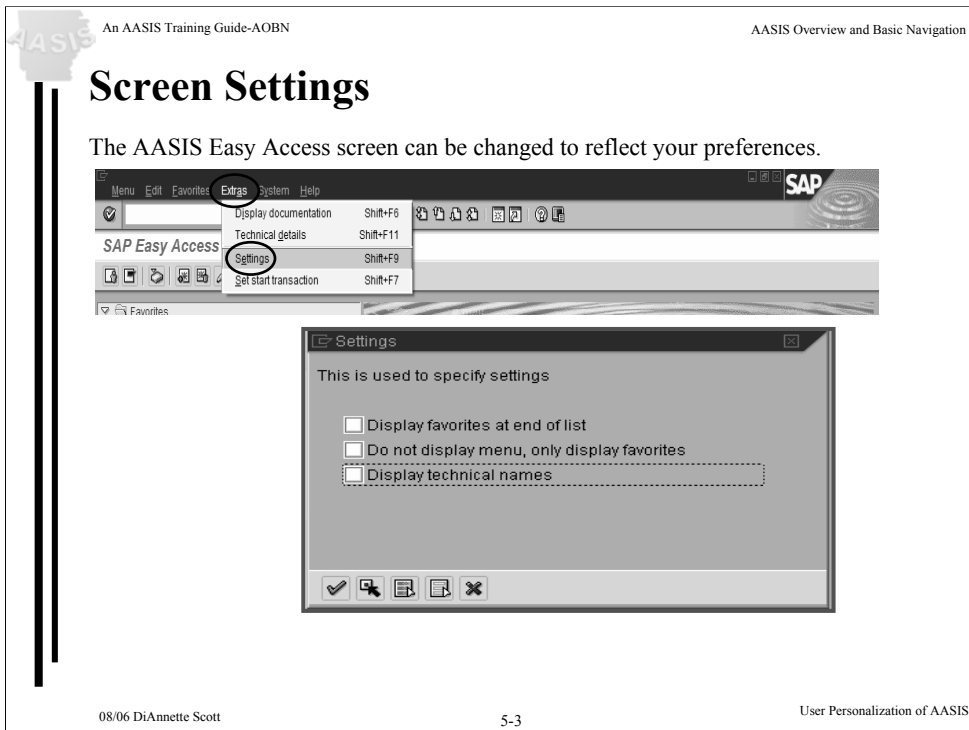 AASIS
An AASIS Training Guide-AOBN
AASIS Overview and Basic Navigation
Screen Settings
The AASIS Easy Access screen can be changed to reflect your preferences.
Menu Edit Favorites Extras System Help
SAP
Display documentation Shift+F6
Technical details Shift+F11
SAP Easy Access
Settings Shift+F9
Set start transaction Shift+F7
Favorites
Settings
This is used to specify settings
Display favorites at end of list
Do not display menu, only display favorites
Display technical names
08/06 DiAnnette Scott
5-3
User Personalization of AASIS